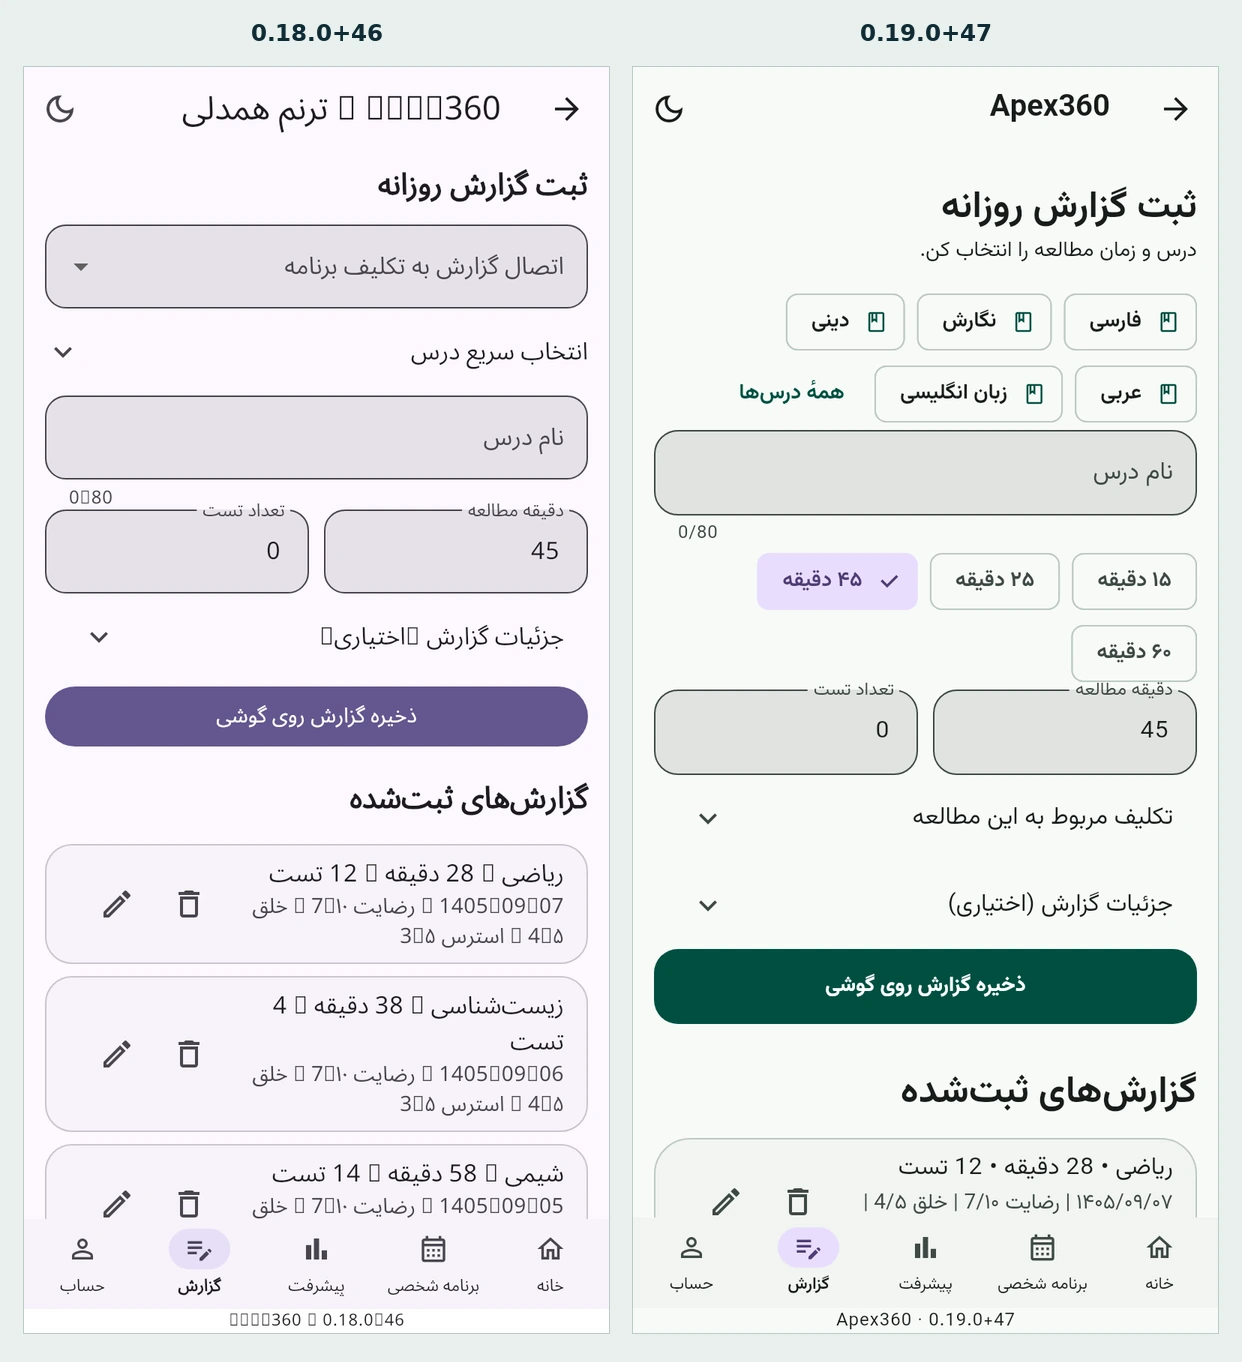 0.18.0+46
▯▯▯▯360 ▯ ترنم همدلی
ثبت گزارش روزانه
اتصال گزارش به تکلیف برنامه
انتخاب سریع درس
نام درس
0▯80
دقیقه مطالعه
45
تعداد تست
0
جزئیات گزارش ▯اختیاری▯
ذخیره گزارش روی گوشی
گزارش‌های ثبت‌شده
ریاضی ▯ 28 دقیقه ▯ 12 تست
1405▯09▯07 ▯ رضایت 7▯۱۰ ▯ خلق
4▯۵ ▯ استرس 3▯۵
زیست‌شناسی ▯ 38 دقیقه ▯ 4
تست
1405▯09▯06 ▯ رضایت 7▯۱۰ ▯ خلق
4▯۵ ▯ استرس 3▯۵
شیمی ▯ 58 دقیقه ▯ 14 تست
1405▯09▯05 ▯ رضایت 7▯۱۰ ▯ خلق
خانه
برنامه شخصی
پیشرفت
گزارش
حساب
▯▯▯▯360 ▯ 0.18.0▯46
0.19.0+47
Apex360
ثبت گزارش روزانه
درس و زمان مطالعه را انتخاب کن.
فارسی
نگارش
دینی
عربی
زبان انگلیسی
همهٔ درس‌ها
نام درس
0/80
۱۵ دقیقه
۲۵ دقیقه
۴۵ دقیقه
۶۰ دقیقه
دقیقه مطالعه
45
تعداد تست
0
تکلیف مربوط به این مطالعه
جزئیات گزارش (اختیاری)
ذخیره گزارش روی گوشی
گزارش‌های ثبت‌شده
ریاضی • 28 دقیقه • 12 تست
۱۴۰۵/۰۹/۰۷ | رضایت 7/۱۰ | خلق 4/۵ |
خانه
برنامه شخصی
پیشرفت
گزارش
حساب
Apex360 · 0.19.0+47